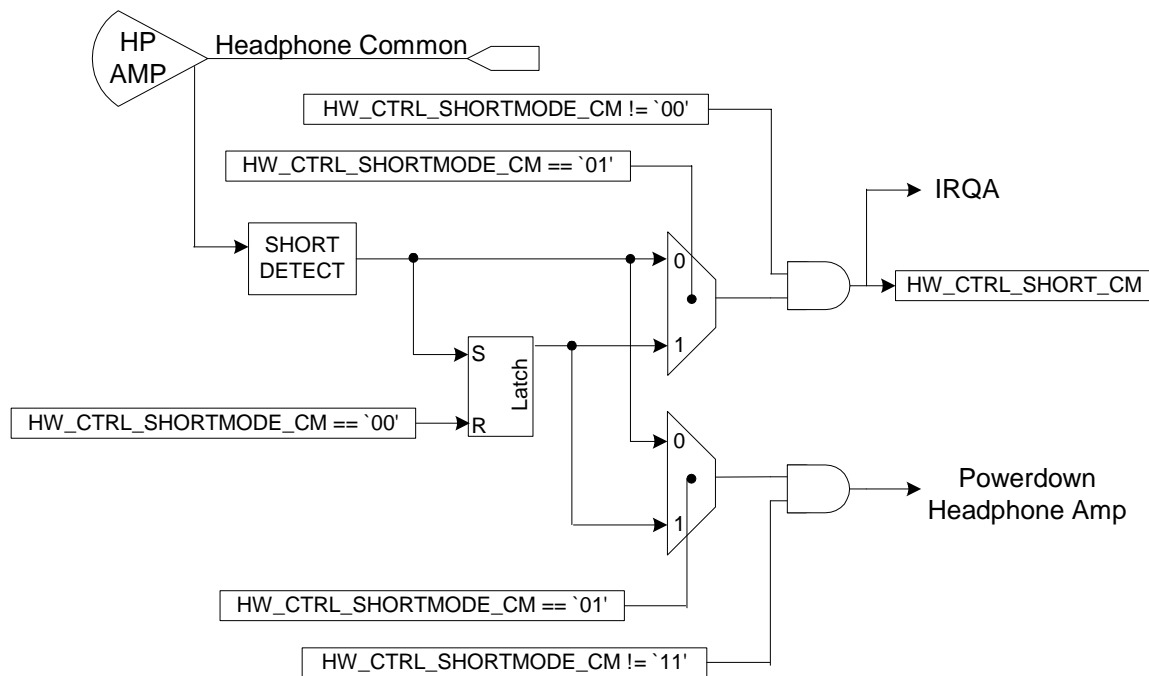 HP
AMP
Headphone Common
HW_CTRL_SHORTMODE_CM != `00'
HW_CTRL_SHORTMODE_CM == `01'
IRQA
SHORT
DETECT
0
1
HW_CTRL_SHORT_CM
S
R
Latch
HW_CTRL_SHORTMODE_CM == `00'
0
1
Powerdown
Headphone Amp
HW_CTRL_SHORTMODE_CM == `01'
HW_CTRL_SHORTMODE_CM != `11'